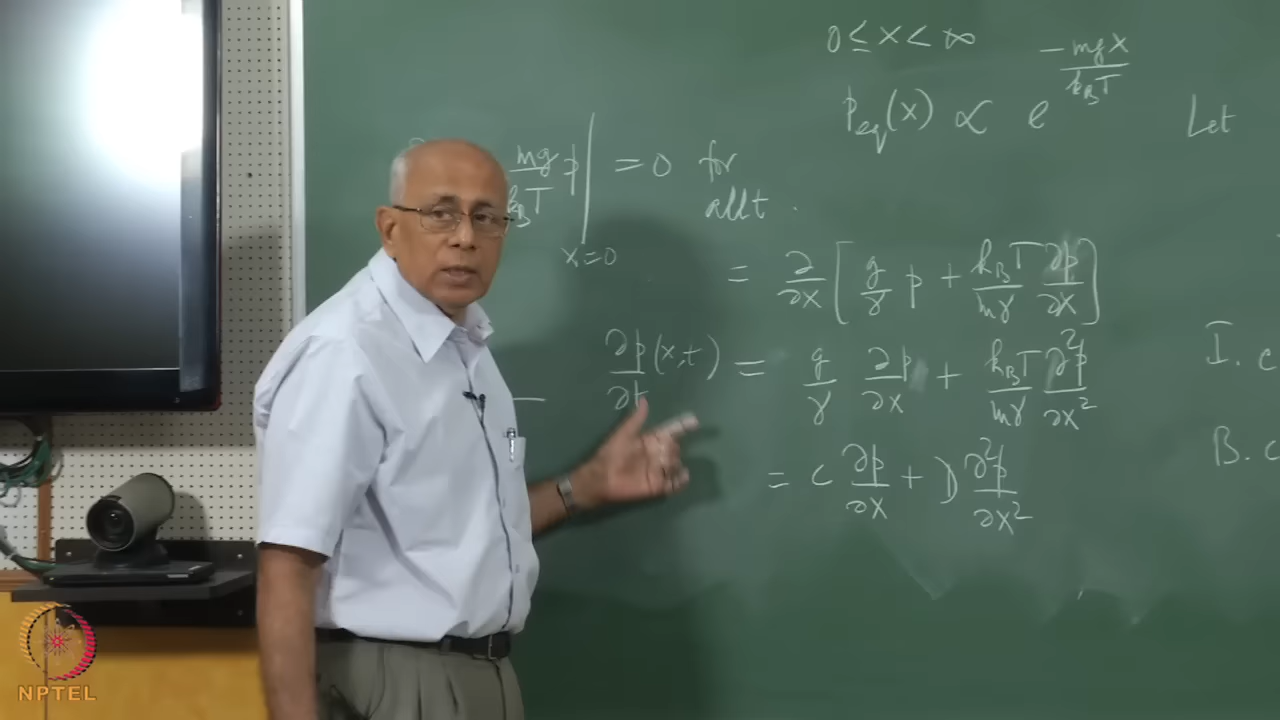 0 ≤ x < ∞
p_eq(x) ∝ e^{-mgx/k_BT}
Let
mg/k_BT p |_{x=0} = 0 for all t.
= ∂/∂x [ g/γ p + k_BT/mγ ∂p/∂x ]
∂p/∂t (x,t) = g/γ ∂p/∂x + k_BT/mγ ∂²p/∂x²
I. c
= c ∂p/∂x + D ∂²p/∂x²
B. c
NPTEL